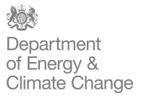 Department
of Energy &
Climate Change